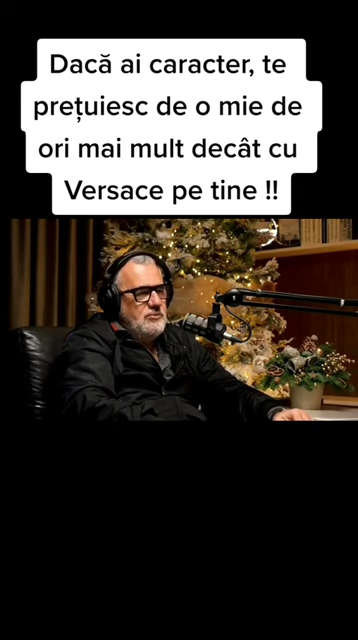 Dacă ai caracter, te
prețuiesc de o mie de
ori mai mult decât cu
Versace pe tine !!